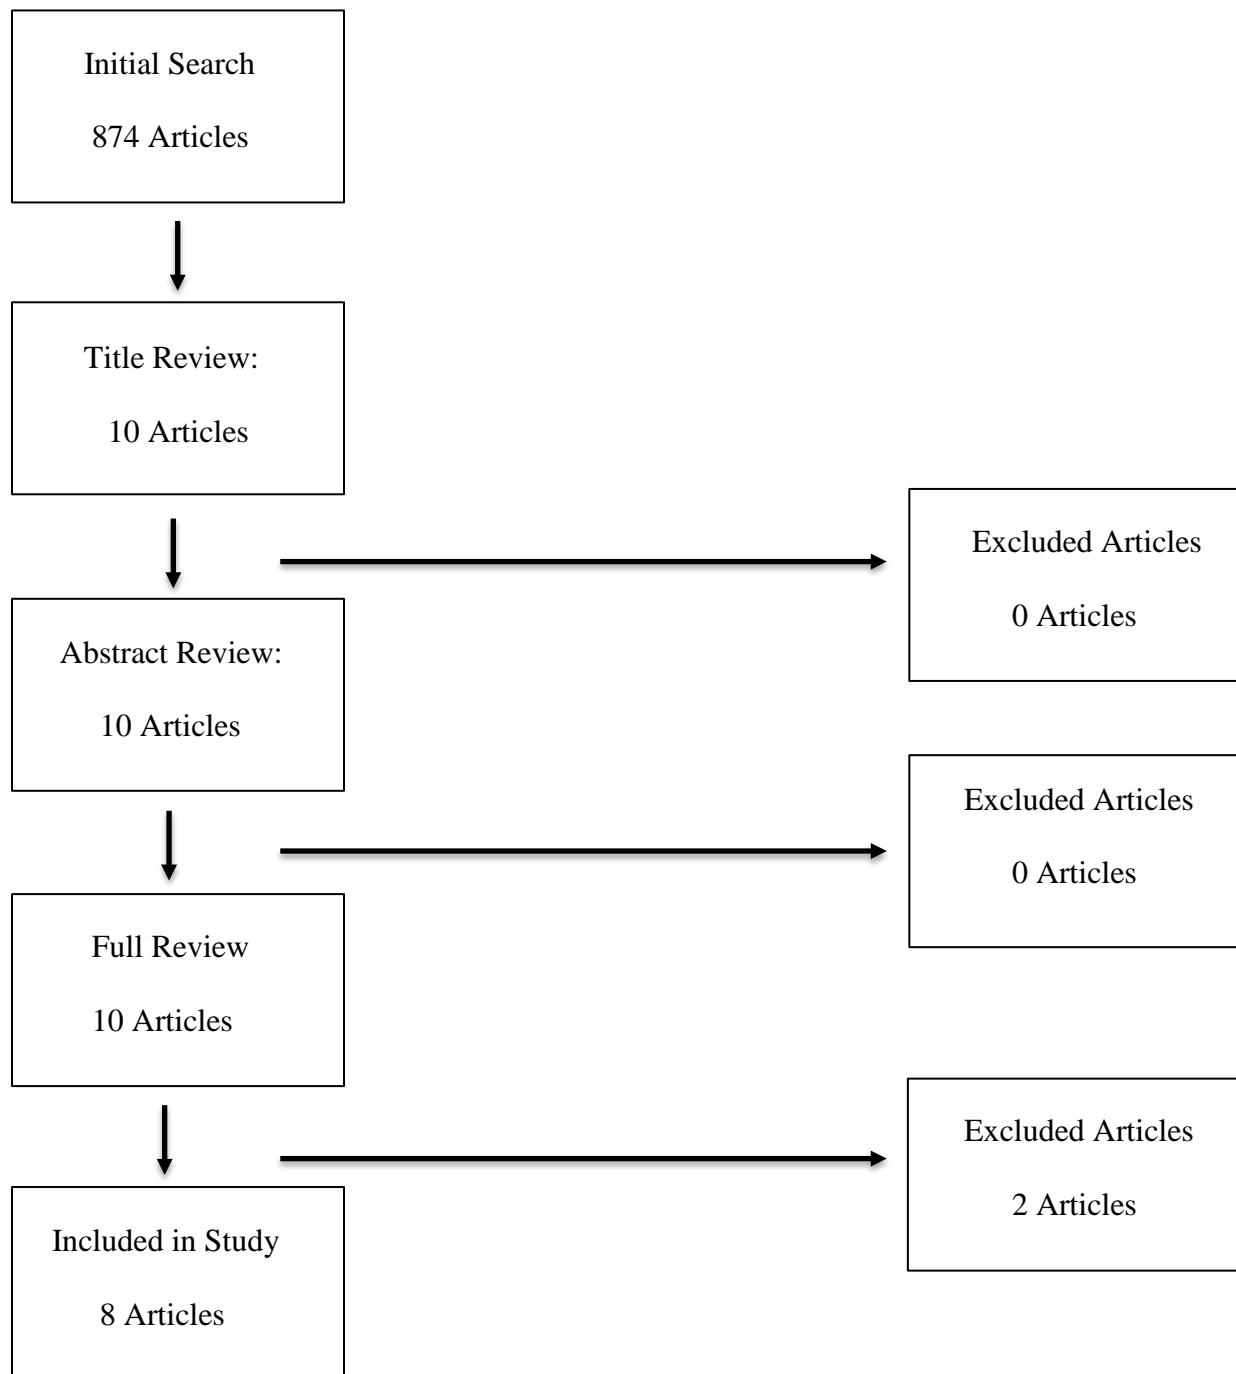 Initial Search
874 Articles
Title Review:
10 Articles
Excluded Articles
0 Articles
Abstract Review:
10 Articles
Excluded Articles
0 Articles
Full Review
10 Articles
Excluded Articles
2 Articles
Included in Study
8 Articles